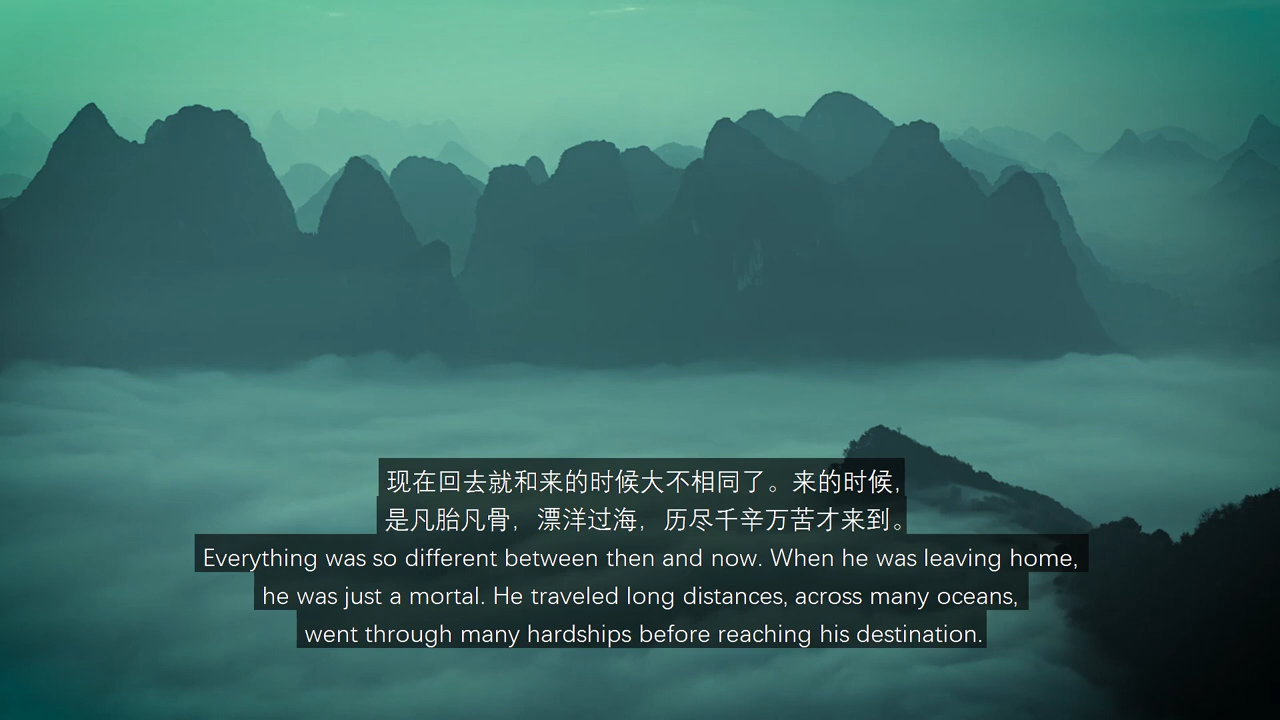 现在回去就和来的时候大不相同了。来的时候,
是凡胎凡骨，漂洋过海，历尽千辛万苦才来到。
Everything was so different between then and now. When he was leaving home,
he was just a mortal. He traveled long distances, across many oceans,
went through many hardships before reaching his destination.